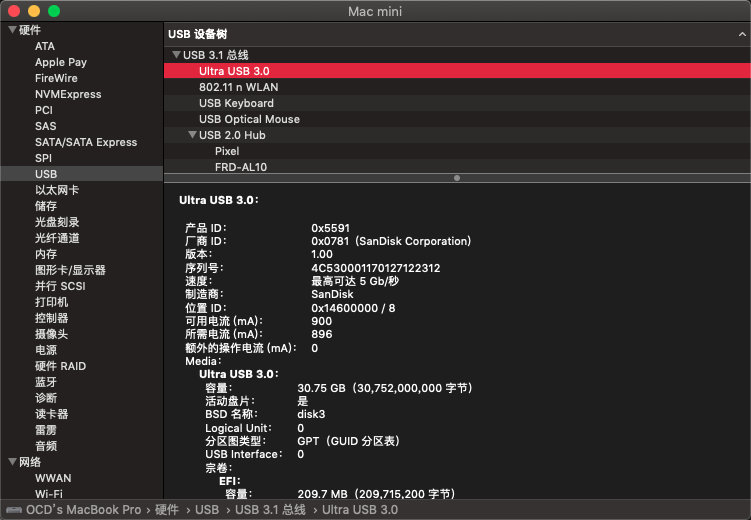 Mac mini
硬件
ATA
Apple Pay
FireWire
NVMExpress
PCI
SAS
SATA/SATA Express
SPI
USB
以太网卡
储存
光盘刻录
光纤通道
内存
图形卡/显示器
并行 SCSI
打印机
控制器
摄像头
电源
硬件 RAID
蓝牙
诊断
读卡器
雷雳
音频
网络
WWAN
Wi-Fi
USB 设备树
USB 3.1 总线
Ultra USB 3.0
802.11 n WLAN
USB Keyboard
USB Optical Mouse
USB 2.0 Hub
Pixel
FRD-AL10
Ultra USB 3.0：
产品 ID： 0x5591
厂商 ID： 0x0781（SanDisk Corporation）
版本： 1.00
序列号： 4C530001170127122312
速度： 最高可达 5 Gb/秒
制造商： SanDisk
位置 ID： 0x14600000 / 8
可用电流 (mA)： 900
所需电流 (mA)： 896
额外的操作电流 (mA)： 0
Media：
Ultra USB 3.0：
容量： 30.75 GB（30,752,000,000 字节）
活动盘片： 是
BSD 名称： disk3
Logical Unit： 0
分区图类型： GPT（GUID 分区表）
USB Interface： 0
宗卷：
EFI：
容量： 209.7 MB（209,715,200 字节）
OCD's MacBook Pro › 硬件 › USB › USB 3.1 总线 › Ultra USB 3.0